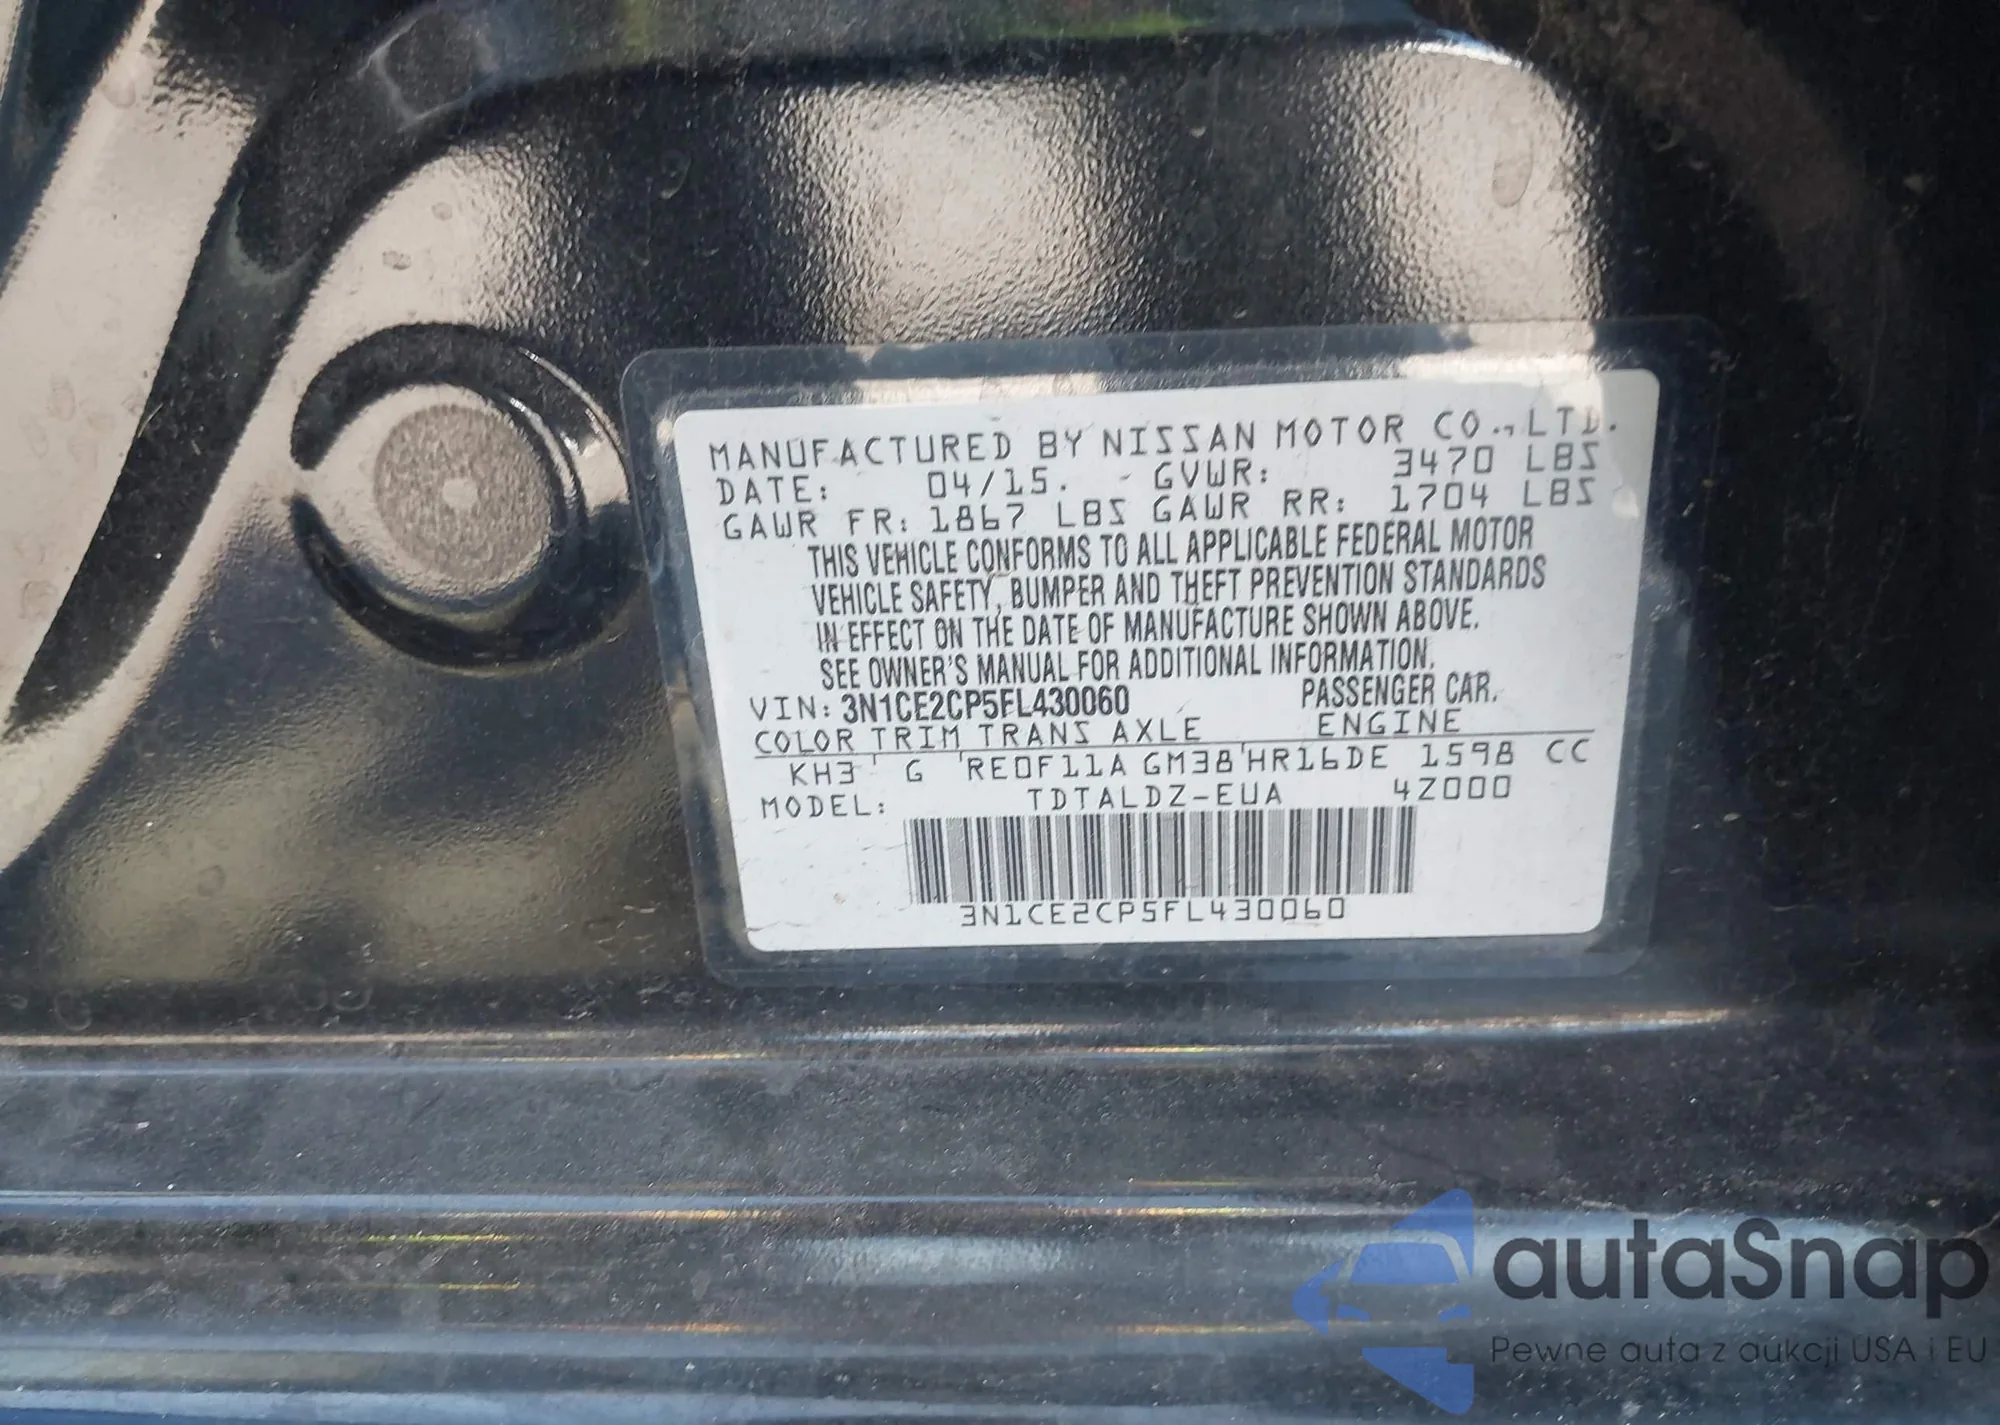 MANUFACTURED BY NISSAN MOTOR CO., LTD.
DATE: 04/15. - GVWR: 3470 LBS
GAWR FR: 1867 LBS GAWR RR: 1704 LBS
THIS VEHICLE CONFORMS TO ALL APPLICABLE FEDERAL MOTOR
VEHICLE SAFETY, BUMPER AND THEFT PREVENTION STANDARDS
IN EFFECT ON THE DATE OF MANUFACTURE SHOWN ABOVE.
SEE OWNER'S MANUAL FOR ADDITIONAL INFORMATION.
VIN: 3N1CE2CP5FL430060 PASSENGER CAR.
COLOR TRIM TRANS AXLE ENGINE
KH3 G RE0F11A GM38 HR16DE 1598 CC
MODEL: TDTALDZ-EUA 4Z000
3N1CE2CP5FL430060
autaSnap
Pewne auta z aukcji USA i EU